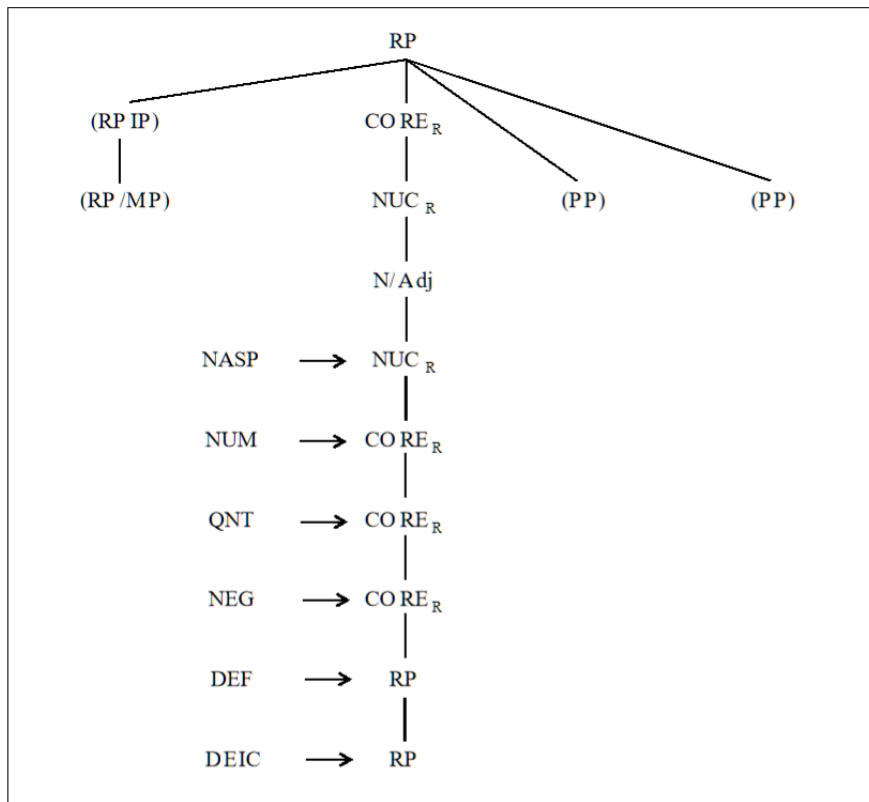 RP
(RP IP) CORE R
(RP/MP) NUC R (PP) (PP)
N/Adj
NASP NUC R
NUM CORE R
QNT CORE R
NEG CORE R
DEF RP
DEIC RP